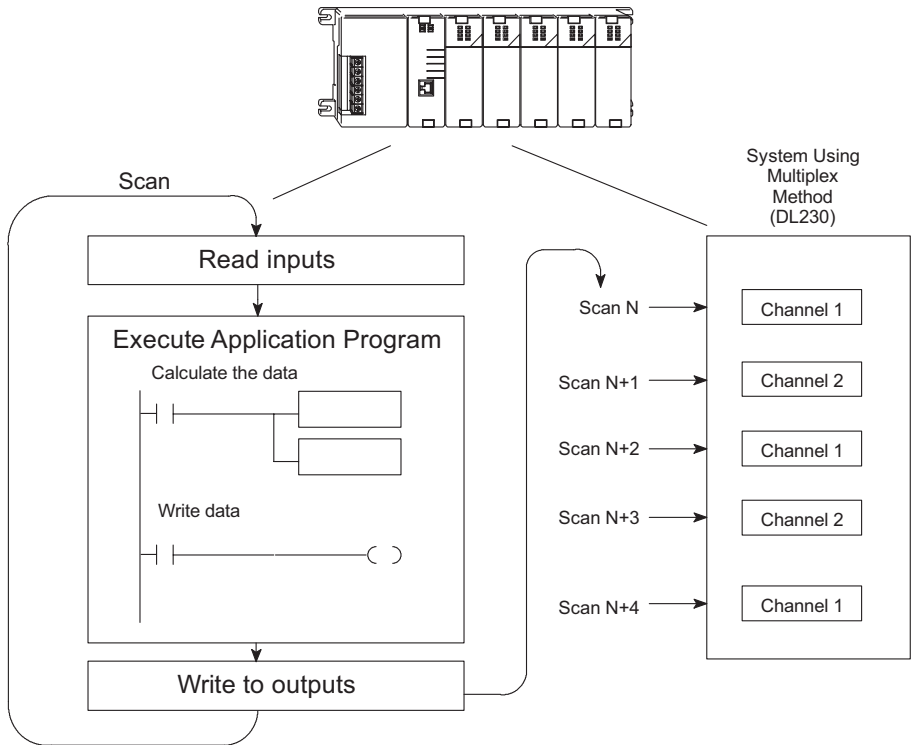 System Using
Multiplex
Method
(DL230)
Scan
Read inputs
Execute Application Program
Calculate the data
Write data
Write to outputs
Scan N
Channel 1
Scan N+1
Channel 2
Scan N+2
Channel 1
Scan N+3
Channel 2
Scan N+4
Channel 1